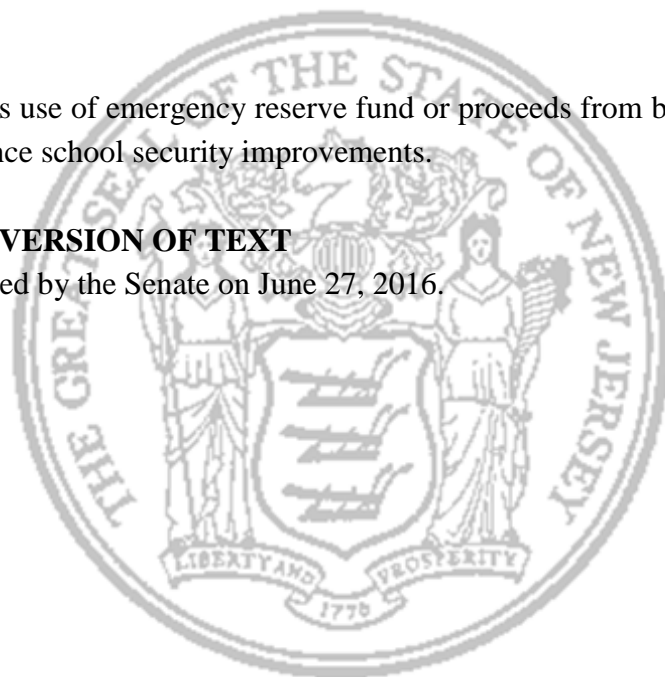 s use of emergency reserve fund or proceeds from b
nce school security improvements.
VERSION OF TEXT
ed by the Senate on June 27, 2016.
THE GREAT SEAL OF THE STATE OF NEW JERSEY
LIBERTY AND PROSPERITY
1776